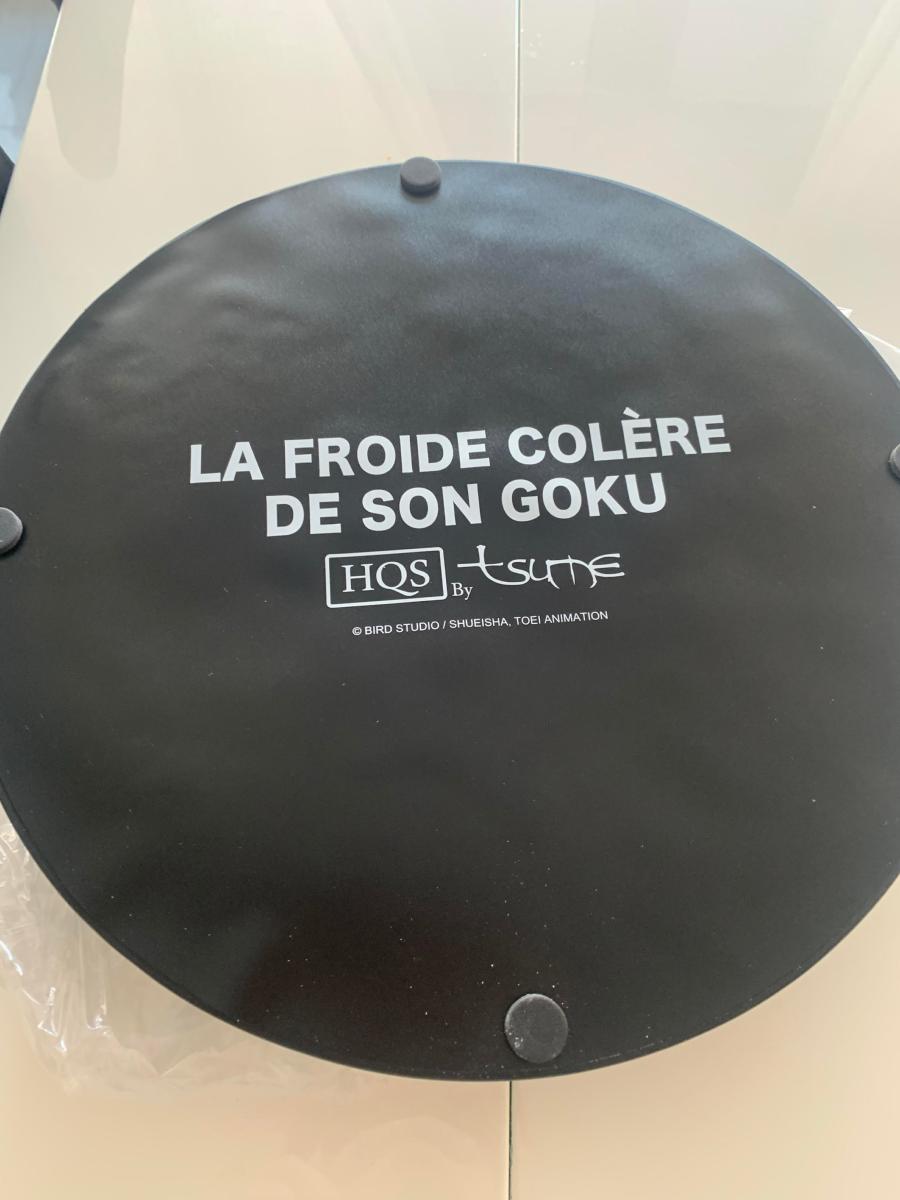 LA FROIDE COLÈRE
DE SON GOKU
HQS By tsume
© BIRD STUDIO / SHUEISHA, TOEI ANIMATION